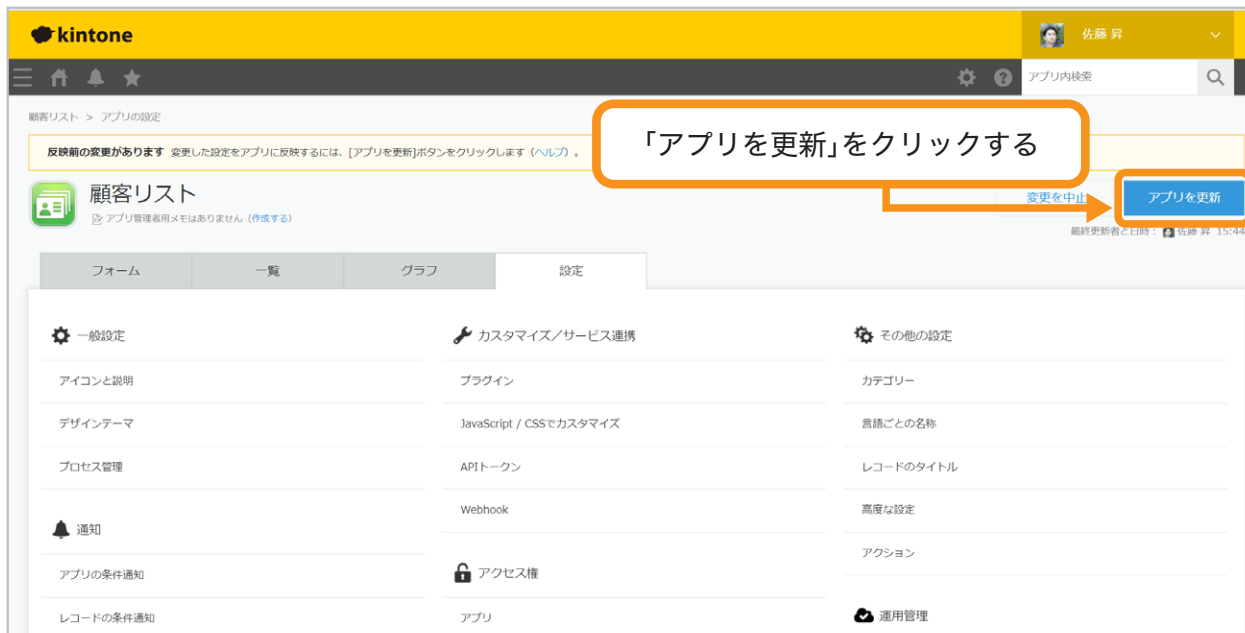 kintone
佐藤 昇
アプリ内検索
顧客リスト > アプリの設定
「アプリを更新」をクリックする
反映前の変更があります 変更した設定をアプリに反映するには、[アプリを更新]ボタンをクリックします（ヘルプ）。
顧客リスト
アプリ管理者用メモはありません（作成する）
変更を中止
アプリを更新
最終更新者と日時： 佐藤 昇 15:44
フォーム
一覧
グラフ
設定
一般設定
アイコンと説明
デザインテーマ
プロセス管理
通知
アプリの条件通知
レコードの条件通知
カスタマイズ／サービス連携
プラグイン
JavaScript / CSSでカスタマイズ
APIトークン
Webhook
アクセス権
アプリ
その他の設定
カテゴリー
言語ごとの名称
レコードのタイトル
高度な設定
アクション
運用管理